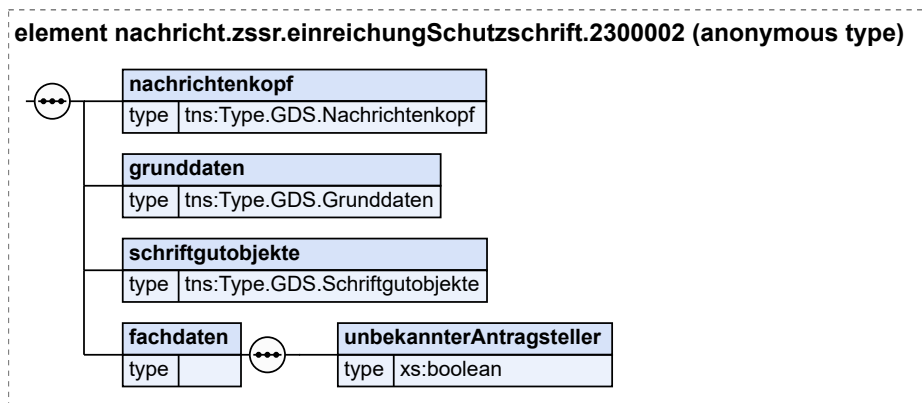 element nachricht.zssr.einreichungSchutzschrift.2300002 (anonymous type)
nachrichtenkopf
type tns:Type.GDS.Nachrichtenkopf
grunddaten
type tns:Type.GDS.Grunddaten
schriftgutobjekte
type tns:Type.GDS.Schriftgutobjekte
fachdaten
type
unbekannterAntragsteller
type xs:boolean